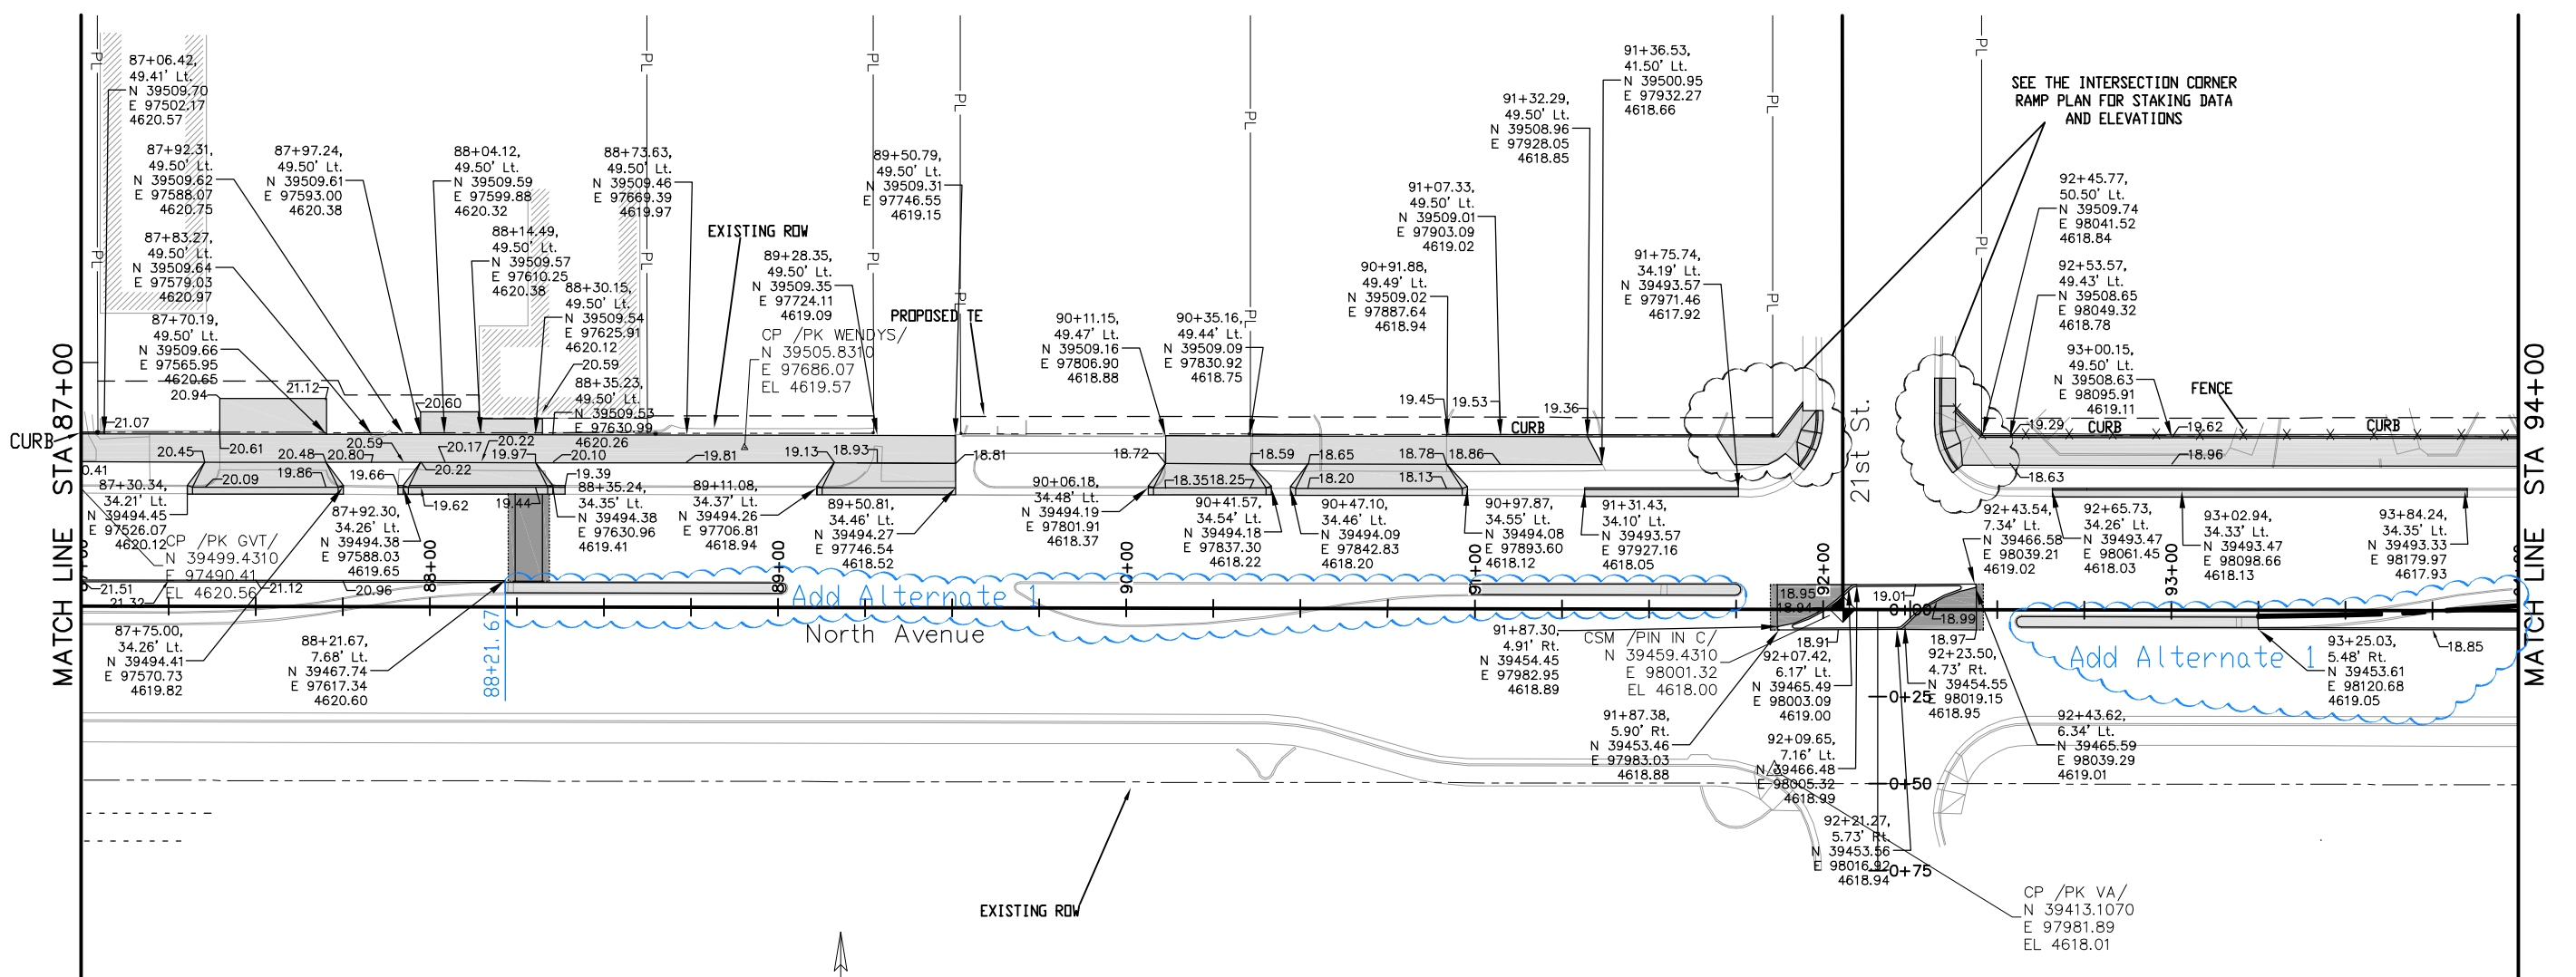 MATCH LINE  STA 87+00
CURB
PL
PL
PL
PL
PL
PL
PL
PL
PL
PL
PL
PL
PL
PL
87+06.42,
49.41' Lt.
N 39509.70
E 97502.17
4620.57
87+92.31,
49.50' Lt.
N 39509.62
E 97588.07
4620.75
87+83.27,
49.50' Lt.
N 39509.64
E 97579.03
4620.97
87+70.19,
49.50' Lt.
N 39509.66
E 97565.95
4620.65
87+97.24,
49.50' Lt.
N 39509.61
E 97593.00
4620.38
88+04.12,
49.50' Lt.
N 39509.59
E 97599.88
4620.32
88+14.49,
49.50' Lt.
N 39509.57
E 97610.25
4620.38
88+30.15,
49.50' Lt.
N 39509.54
E 97625.91
4620.12
20.59
88+35.23,
49.50' Lt.
N 39509.53
E 97630.99
4620.26
88+73.63,
49.50' Lt.
N 39509.46
E 97669.39
4619.97
EXISTING ROW
89+28.35,
49.50' Lt.
N 39509.35
E 97724.11
4619.09
CP /PK WENDYS/
N 39505.8310
E 97686.07
EL 4619.57
89+50.79,
49.50' Lt.
N 39509.31
E 97746.55
4619.15
PROPOSED TE
90+11.15,
49.47' Lt.
N 39509.16
E 97806.90
4618.88
90+35.16,
49.44' Lt.
N 39509.09
E 97830.92
4618.75
90+91.88,
49.49' Lt.
N 39509.02
E 97887.64
4618.94
91+07.33,
49.50' Lt.
N 39509.01
E 97903.09
4619.02
91+32.29,
49.50' Lt.
N 39508.96
E 97928.05
4618.85
91+36.53,
41.50' Lt.
N 39500.95
E 97932.27
4618.66
91+75.74,
34.19' Lt.
N 39493.57
E 97971.46
4617.92
SEE THE INTERSECTION CORNER
RAMP PLAN FOR STAKING DATA
AND ELEVATIONS
92+45.77,
50.50' Lt.
N 39509.74
E 98041.52
4618.84
92+53.57,
49.43' Lt.
N 39508.65
E 98049.32
4618.78
93+00.15,
49.50' Lt.
N 39508.63
E 98095.91
4619.11
FENCE
MATCH LINE  STA 94+00
21.12
20.94
21.07
20.60
20.45
20.61
20.59
20.48
20.80
20.17
20.22
19.97
20.10
19.81
19.13
18.93
18.81
18.72
18.59
18.65
18.78
18.86
19.45
19.53
19.36
CURB
21st St.
19.29
CURB
19.62
CURB
18.96
18.63
0.41
20.09
19.86
19.66
20.22
19.62
19.44
19.39
18.35
18.25
18.20
18.13
87+30.34,
34.21' Lt.
N 39494.45
E 97526.07
4620.12
CP /PK GVT/
N 39499.4310
E 97490.41
EL 4620.56
87+92.30,
34.26' Lt.
N 39494.38
E 97588.03
4619.65
88+35.24,
34.35' Lt.
N 39494.38
E 97630.96
4619.41
89+11.08,
34.37' Lt.
N 39494.26
E 97706.81
4618.94
89+50.81,
34.46' Lt.
N 39494.27
E 97746.54
4618.52
90+06.18,
34.48' Lt.
N 39494.19
E 97801.91
4618.37
90+41.57,
34.54' Lt.
N 39494.18
E 97837.30
4618.22
90+47.10,
34.46' Lt.
N 39494.09
E 97842.83
4618.20
90+97.87,
34.55' Lt.
N 39494.08
E 97893.60
4618.12
91+31.43,
34.10' Lt.
N 39493.57
E 97927.16
4618.05
92+43.54,
7.34' Lt.
N 39466.58
E 98039.21
4619.02
92+65.73,
34.26' Lt.
N 39493.47
E 98061.45
4618.03
93+02.94,
34.33' Lt.
N 39493.47
E 98098.66
4618.13
93+84.24,
34.35' Lt.
N 39493.33
E 98179.97
4617.93
88+00
89+00
90+00
91+00
92+00
93+00
21.51
21.32
21.12
20.96
Add Alternate 1
North Avenue
88+21.67
87+75.00,
34.26' Lt.
N 39494.41
E 97570.73
4619.82
88+21.67,
7.68' Lt.
N 39467.74
E 97617.34
4620.60
18.95
18.94
19.01
0+00
18.99
18.91
18.97
91+87.30,
4.91' Rt.
N 39454.45
E 97982.95
4618.89
CSM /PIN IN C/
N 39459.4310
E 98001.32
EL 4618.00
92+07.42,
6.17' Lt.
N 39465.49
E 98003.09
4619.00
92+23.50,
4.73' Rt.
N 39454.55
E 98019.15
4618.95
0+25
Add Alternate 1
93+25.03,
5.48' Rt.
N 39453.61
E 98120.68
4619.05
18.85
91+87.38,
5.90' Rt.
N 39453.46
E 97983.03
4618.88
92+09.65,
7.16' Lt.
N 39466.48
E 98005.32
4618.99
92+43.62,
6.34' Lt.
N 39465.59
E 98039.29
4619.01
0+50
92+21.27,
5.73' Rt.
N 39453.56
E 98016.92
4618.94
0+75
EXISTING ROW
CP /PK VA/
N 39413.1070
E 97981.89
EL 4618.01